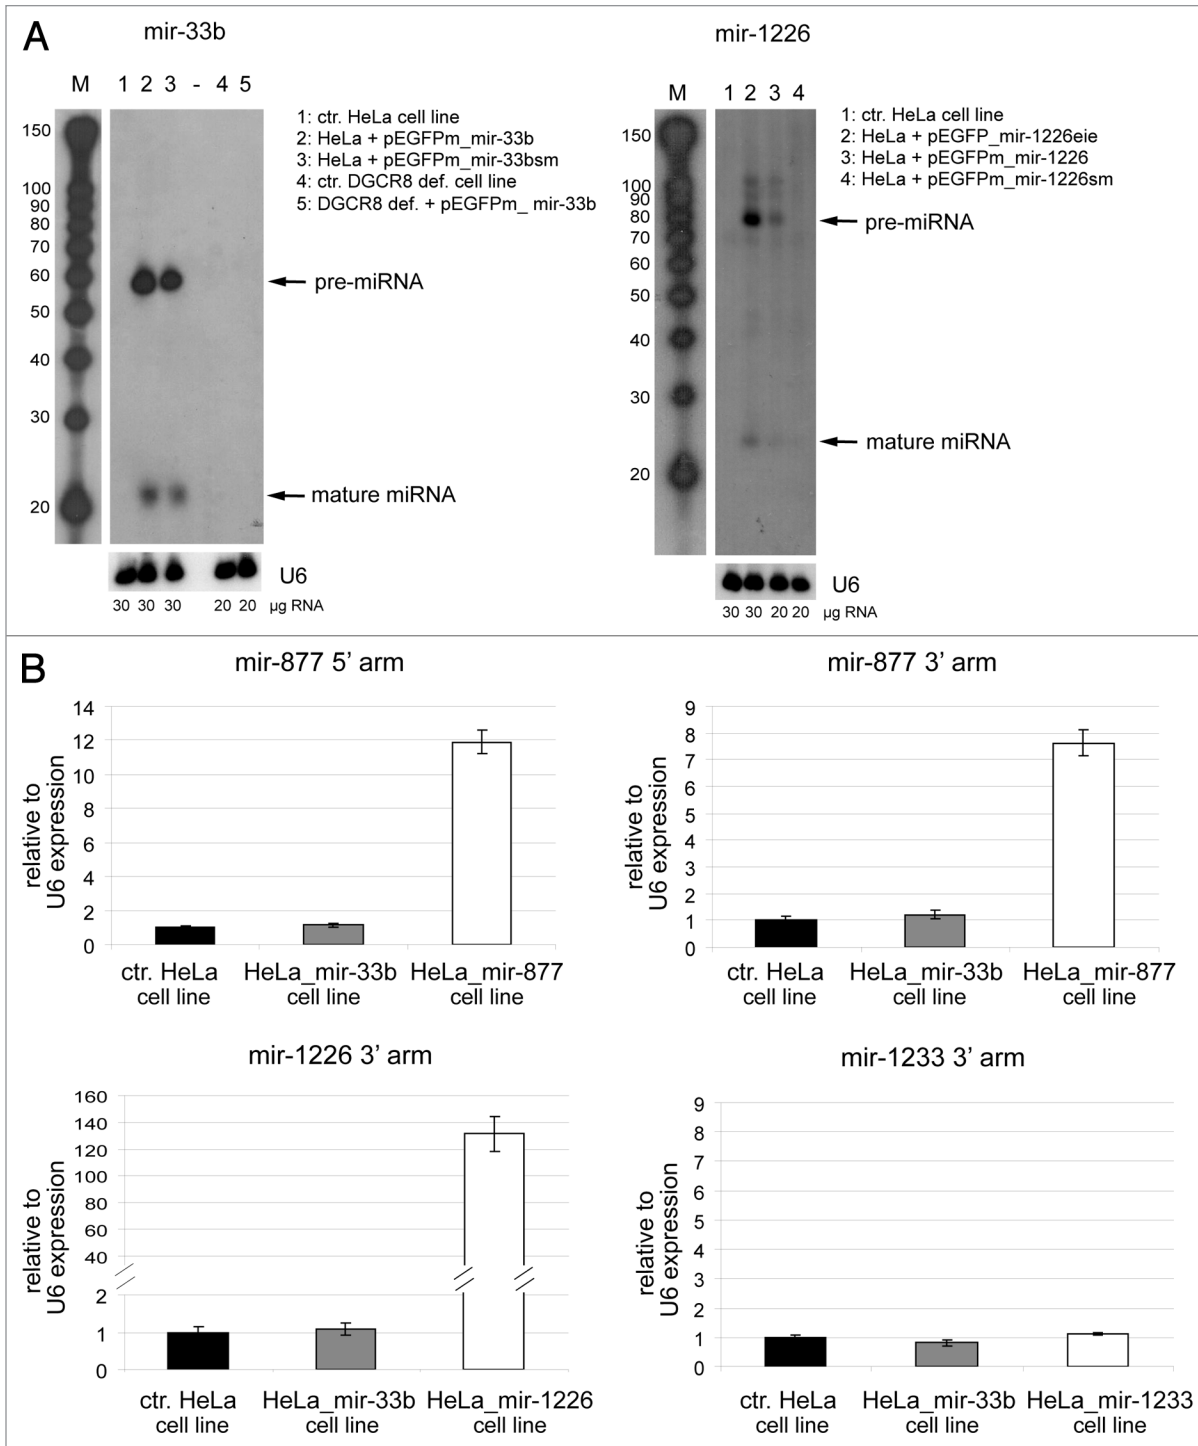 A
mir-33b
M 1 2 3 - 4 5
150
100
90
80
70
60
50
40
30
20
1: ctr. HeLa cell line
2: HeLa + pEGFPm_mir-33b
3: HeLa + pEGFPm_mir-33bsm
4: ctr. DGCR8 def. cell line
5: DGCR8 def. + pEGFPm_ mir-33b
pre-miRNA
mature miRNA
U6
30 30 30 20 20 µg RNA
mir-1226
M 1 2 3 4
150
100
90
80
70
60
50
40
30
20
1: ctr. HeLa cell line
2: HeLa + pEGFP_mir-1226eie
3: HeLa + pEGFPm_mir-1226
4: HeLa + pEGFPm_mir-1226sm
pre-miRNA
mature miRNA
U6
30 30 20 20 µg RNA
B
mir-877 5’ arm
relative to
U6 expression
14
12
10
8
6
4
2
0
ctr. HeLa HeLa_mir-33b HeLa_mir-877
cell line cell line cell line
mir-877 3’ arm
relative to
U6 expression
9
8
7
6
5
4
3
2
1
0
ctr. HeLa HeLa_mir-33b HeLa_mir-877
cell line cell line cell line
mir-1226 3’ arm
relative to
U6 expression
160
140
120
100
80
60
40
2
1
0
ctr. HeLa HeLa_mir-33b HeLa_mir-1226
cell line cell line cell line
mir-1233 3’ arm
relative to
U6 expression
9
8
7
6
5
4
3
2
1
0
ctr. HeLa HeLa_mir-33b HeLa_mir-1233
cell line cell line cell line